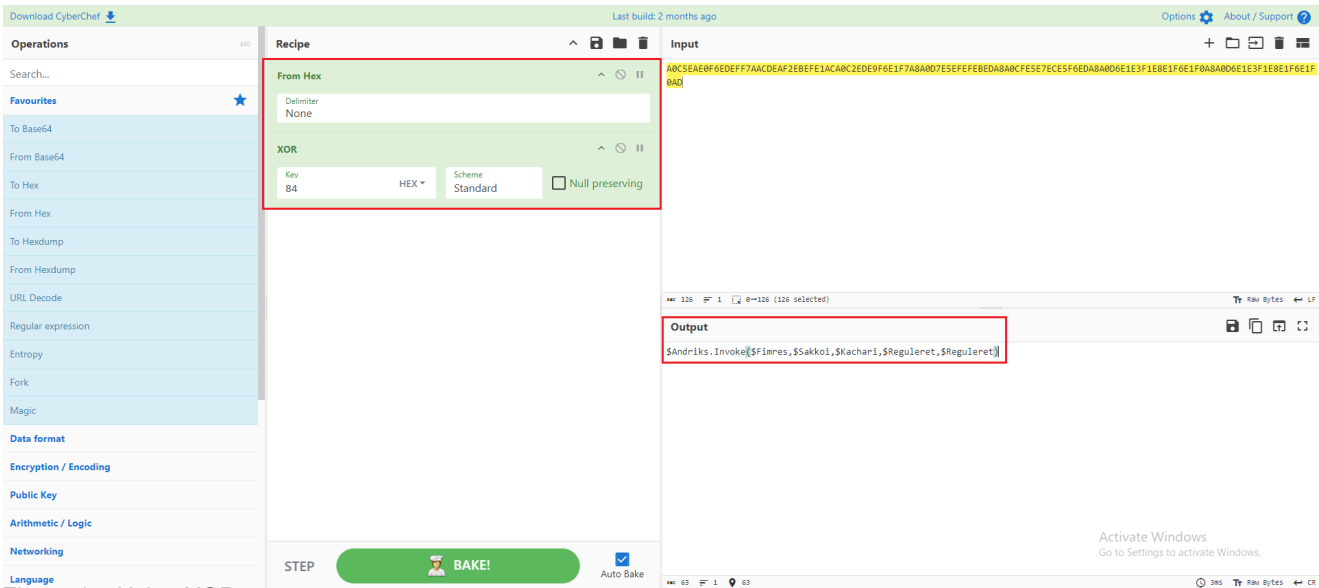 Download CyberChef
Last build: 2 months ago
Options
About / Support
Operations
440
Recipe
Input
Search...
Favourites
To Base64
From Base64
To Hex
From Hex
To Hexdump
From Hexdump
URL Decode
Regular expression
Entropy
Fork
Magic
Data format
Encryption / Encoding
Public Key
Arithmetic / Logic
Networking
Language
From Hex
Delimiter
None
XOR
Key
84
HEX
Scheme
Standard
Null preserving
STEP
BAKE!
Auto Bake
A0C5EAE0F6EDEFF7AACDEAF2EBEFE1ACA0C2EDE9F6E1F7A8A0D7E5EFEFEBEDA8A0CFE5E7ECE5F6EDA8A0D6E1E3F1E8E1F6E1F0A8A0D6E1E3F1E8E1F6E1F
0AD
126 1 0→126 (126 selected)
Tr Raw Bytes LF
Output
$Andriks.Invoke($Fimres,$Sakkoi,$Kachari,$Reguleret,$Reguleret)
Activate Windows
Go to Settings to activate Windows.
63 1 63
3ms Tr Raw Bytes CR